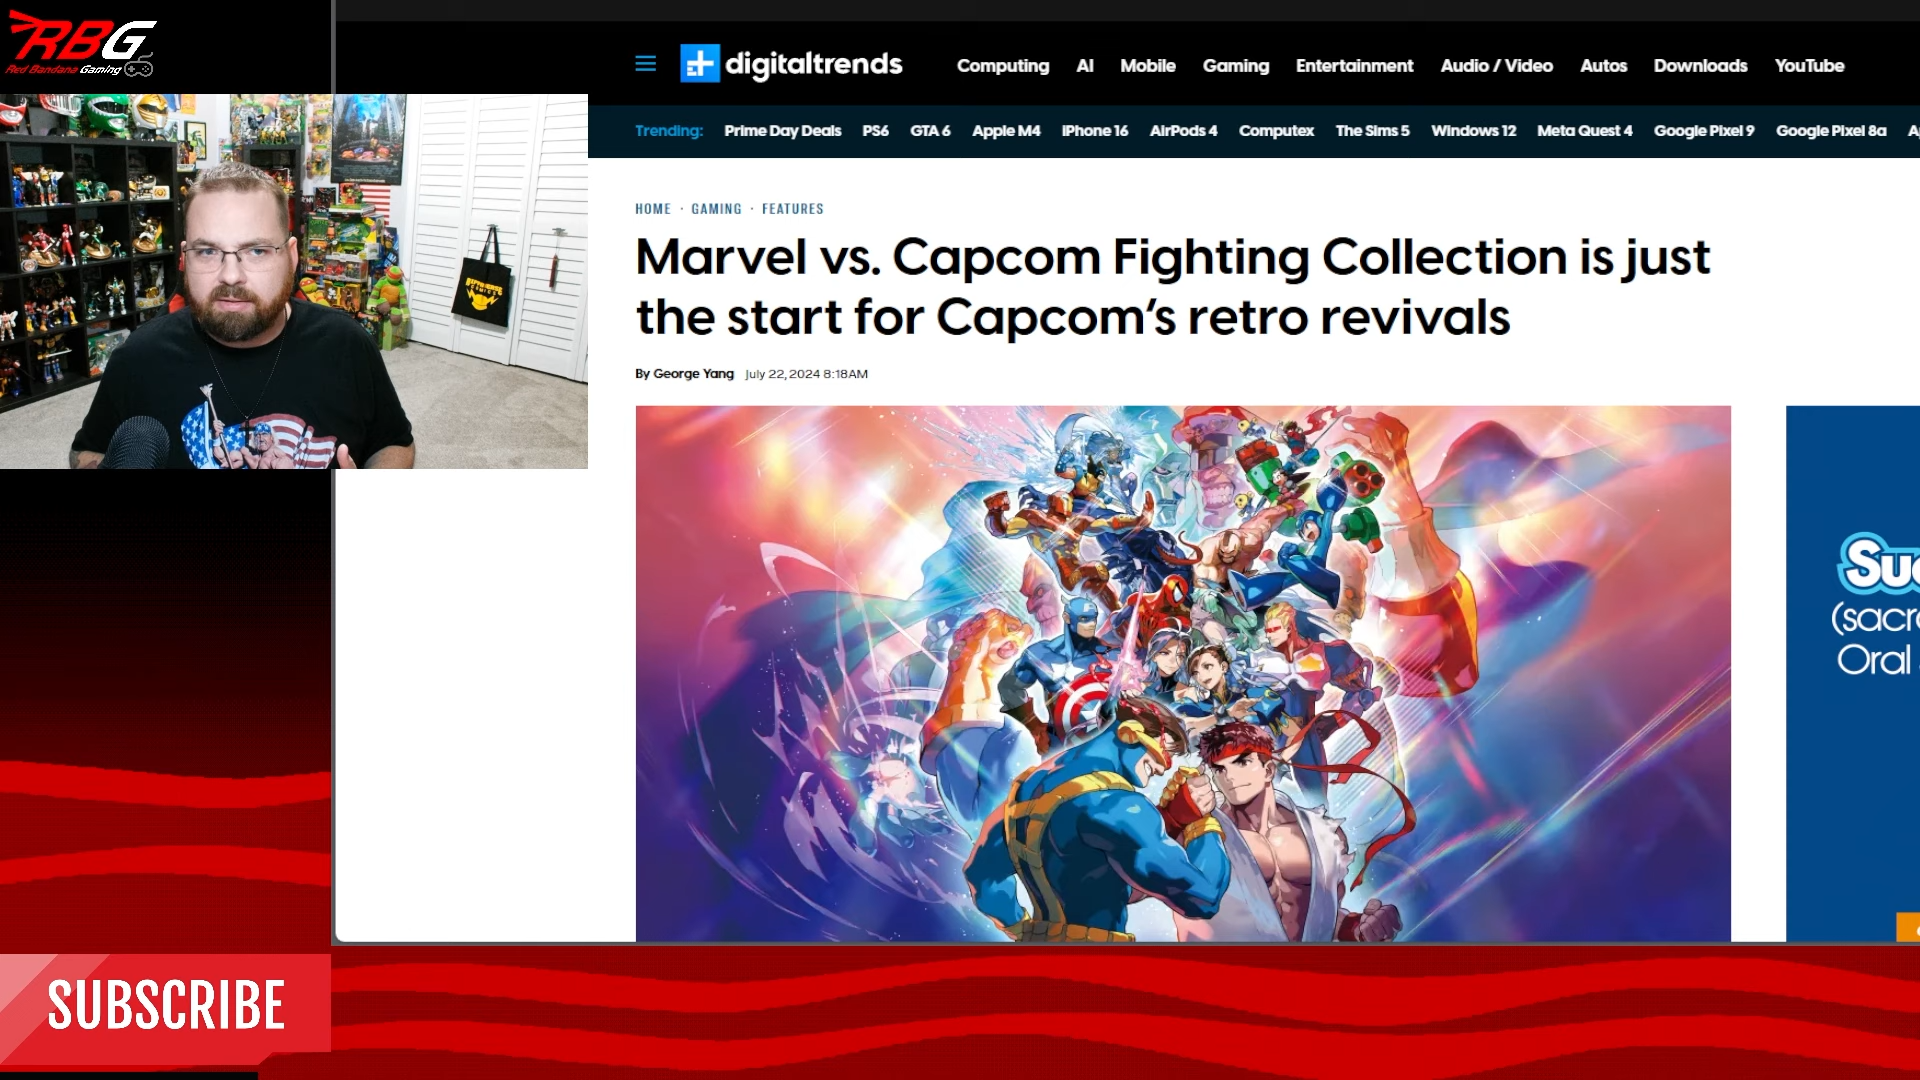 RBG
Red Bandana Gaming
digitaltrends
Computing AI Mobile Gaming Entertainment Audio / Video Autos Downloads YouTube
Trending: Prime Day Deals PS6 GTA 6 Apple M4 iPhone 16 AirPods 4 Computex The Sims 5 Windows 12 Meta Quest 4 Google Pixel 9 Google Pixel 8a
HOME · GAMING · FEATURES
Marvel vs. Capcom Fighting Collection is just
the start for Capcom's retro revivals
By George Yang July 22, 2024 8:18AM
Oral
SUBSCRIBE